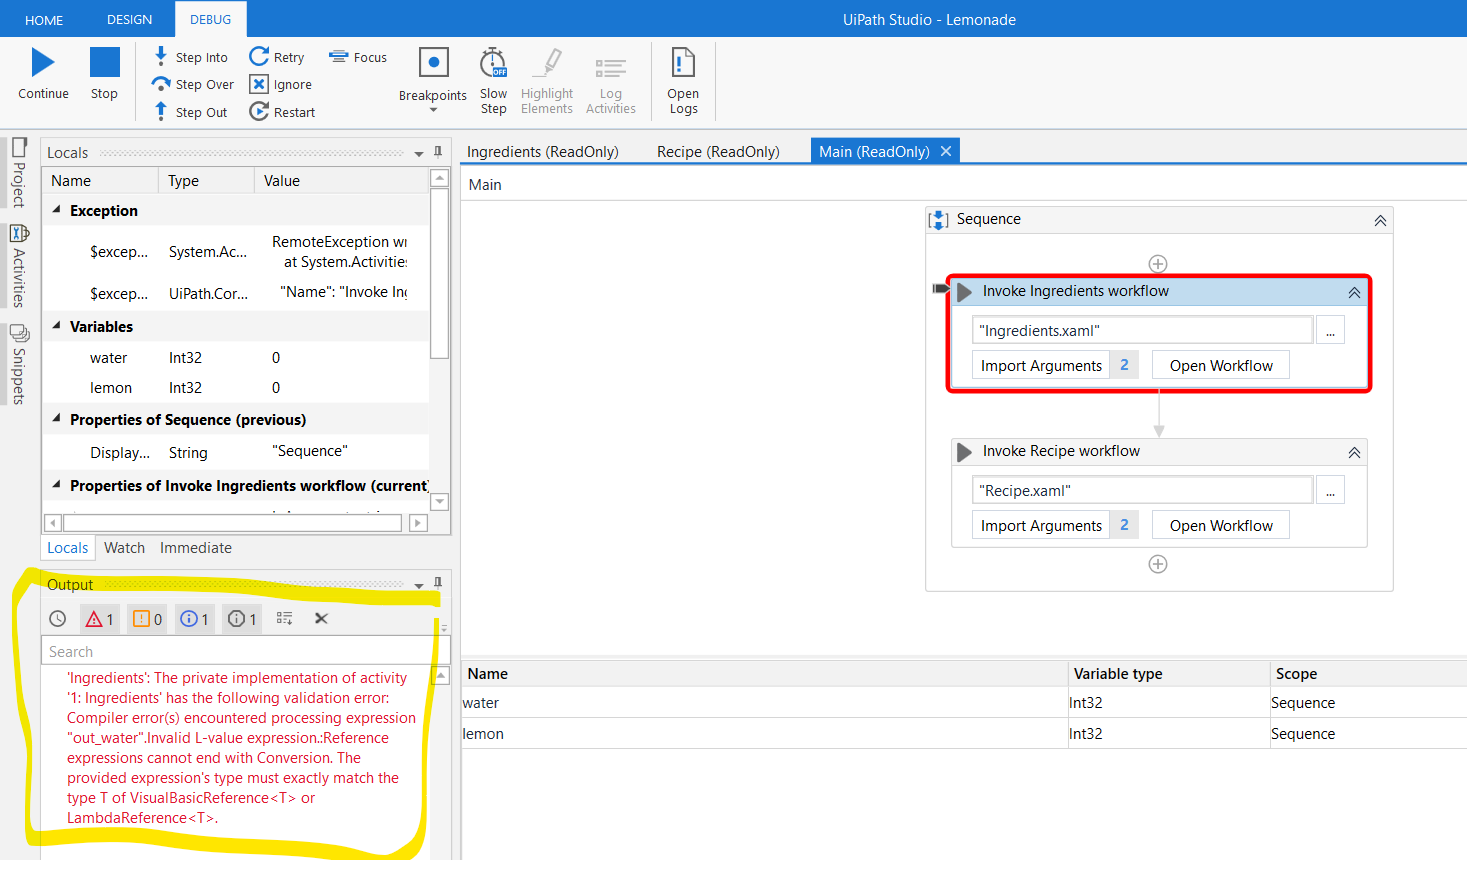 HOME DESIGN DEBUG UiPath Studio - Lemonade
Continue
Stop
Step Into
Step Over
Step Out
Retry
Ignore
Restart
Focus
Breakpoints
OFF
Slow
Step
Highlight
Elements
Log
Activities
Open
Logs
Project
Activities
Snippets
Locals
Name Type Value
Exception
$excep... System.Ac... RemoteException wr
at System.Activities
$excep... UiPath.Cor... "Name": "Invoke Ing
Variables
water Int32 0
lemon Int32 0
Properties of Sequence (previous)
Display... String "Sequence"
Properties of Invoke Ingredients workflow (current)
Locals Watch Immediate
Output
1 0 1 1
Search
'Ingredients': The private implementation of activity
'1: Ingredients' has the following validation error:
Compiler error(s) encountered processing expression
"out_water".Invalid L-value expression.:Reference
expressions cannot end with Conversion. The
provided expression's type must exactly match the
type T of VisualBasicReference<T> or
LambdaReference<T>.
Ingredients (ReadOnly) Recipe (ReadOnly) Main (ReadOnly)
Main
Sequence
Invoke Ingredients workflow
"Ingredients.xaml" ...
Import Arguments 2 Open Workflow
Invoke Recipe workflow
"Recipe.xaml" ...
Import Arguments 2 Open Workflow
Name Variable type Scope
water Int32 Sequence
lemon Int32 Sequence